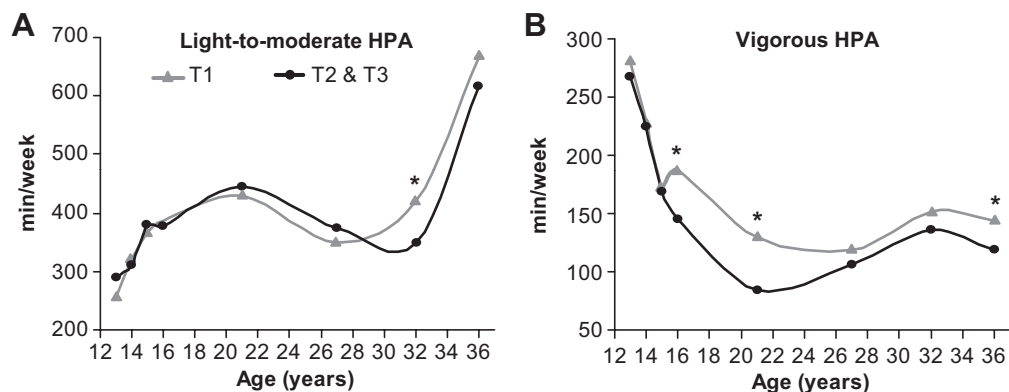 A
Light-to-moderate HPA
T1
T2 & T3
min/week
700
600
500
400
300
200
*
12 14 16 18 20 22 24 26 28 30 32 34 36
Age (years)
B
Vigorous HPA
min/week
300
250
200
150
100
50
*
*
*
12 14 16 18 20 22 24 26 28 30 32 34 36
Age (years)